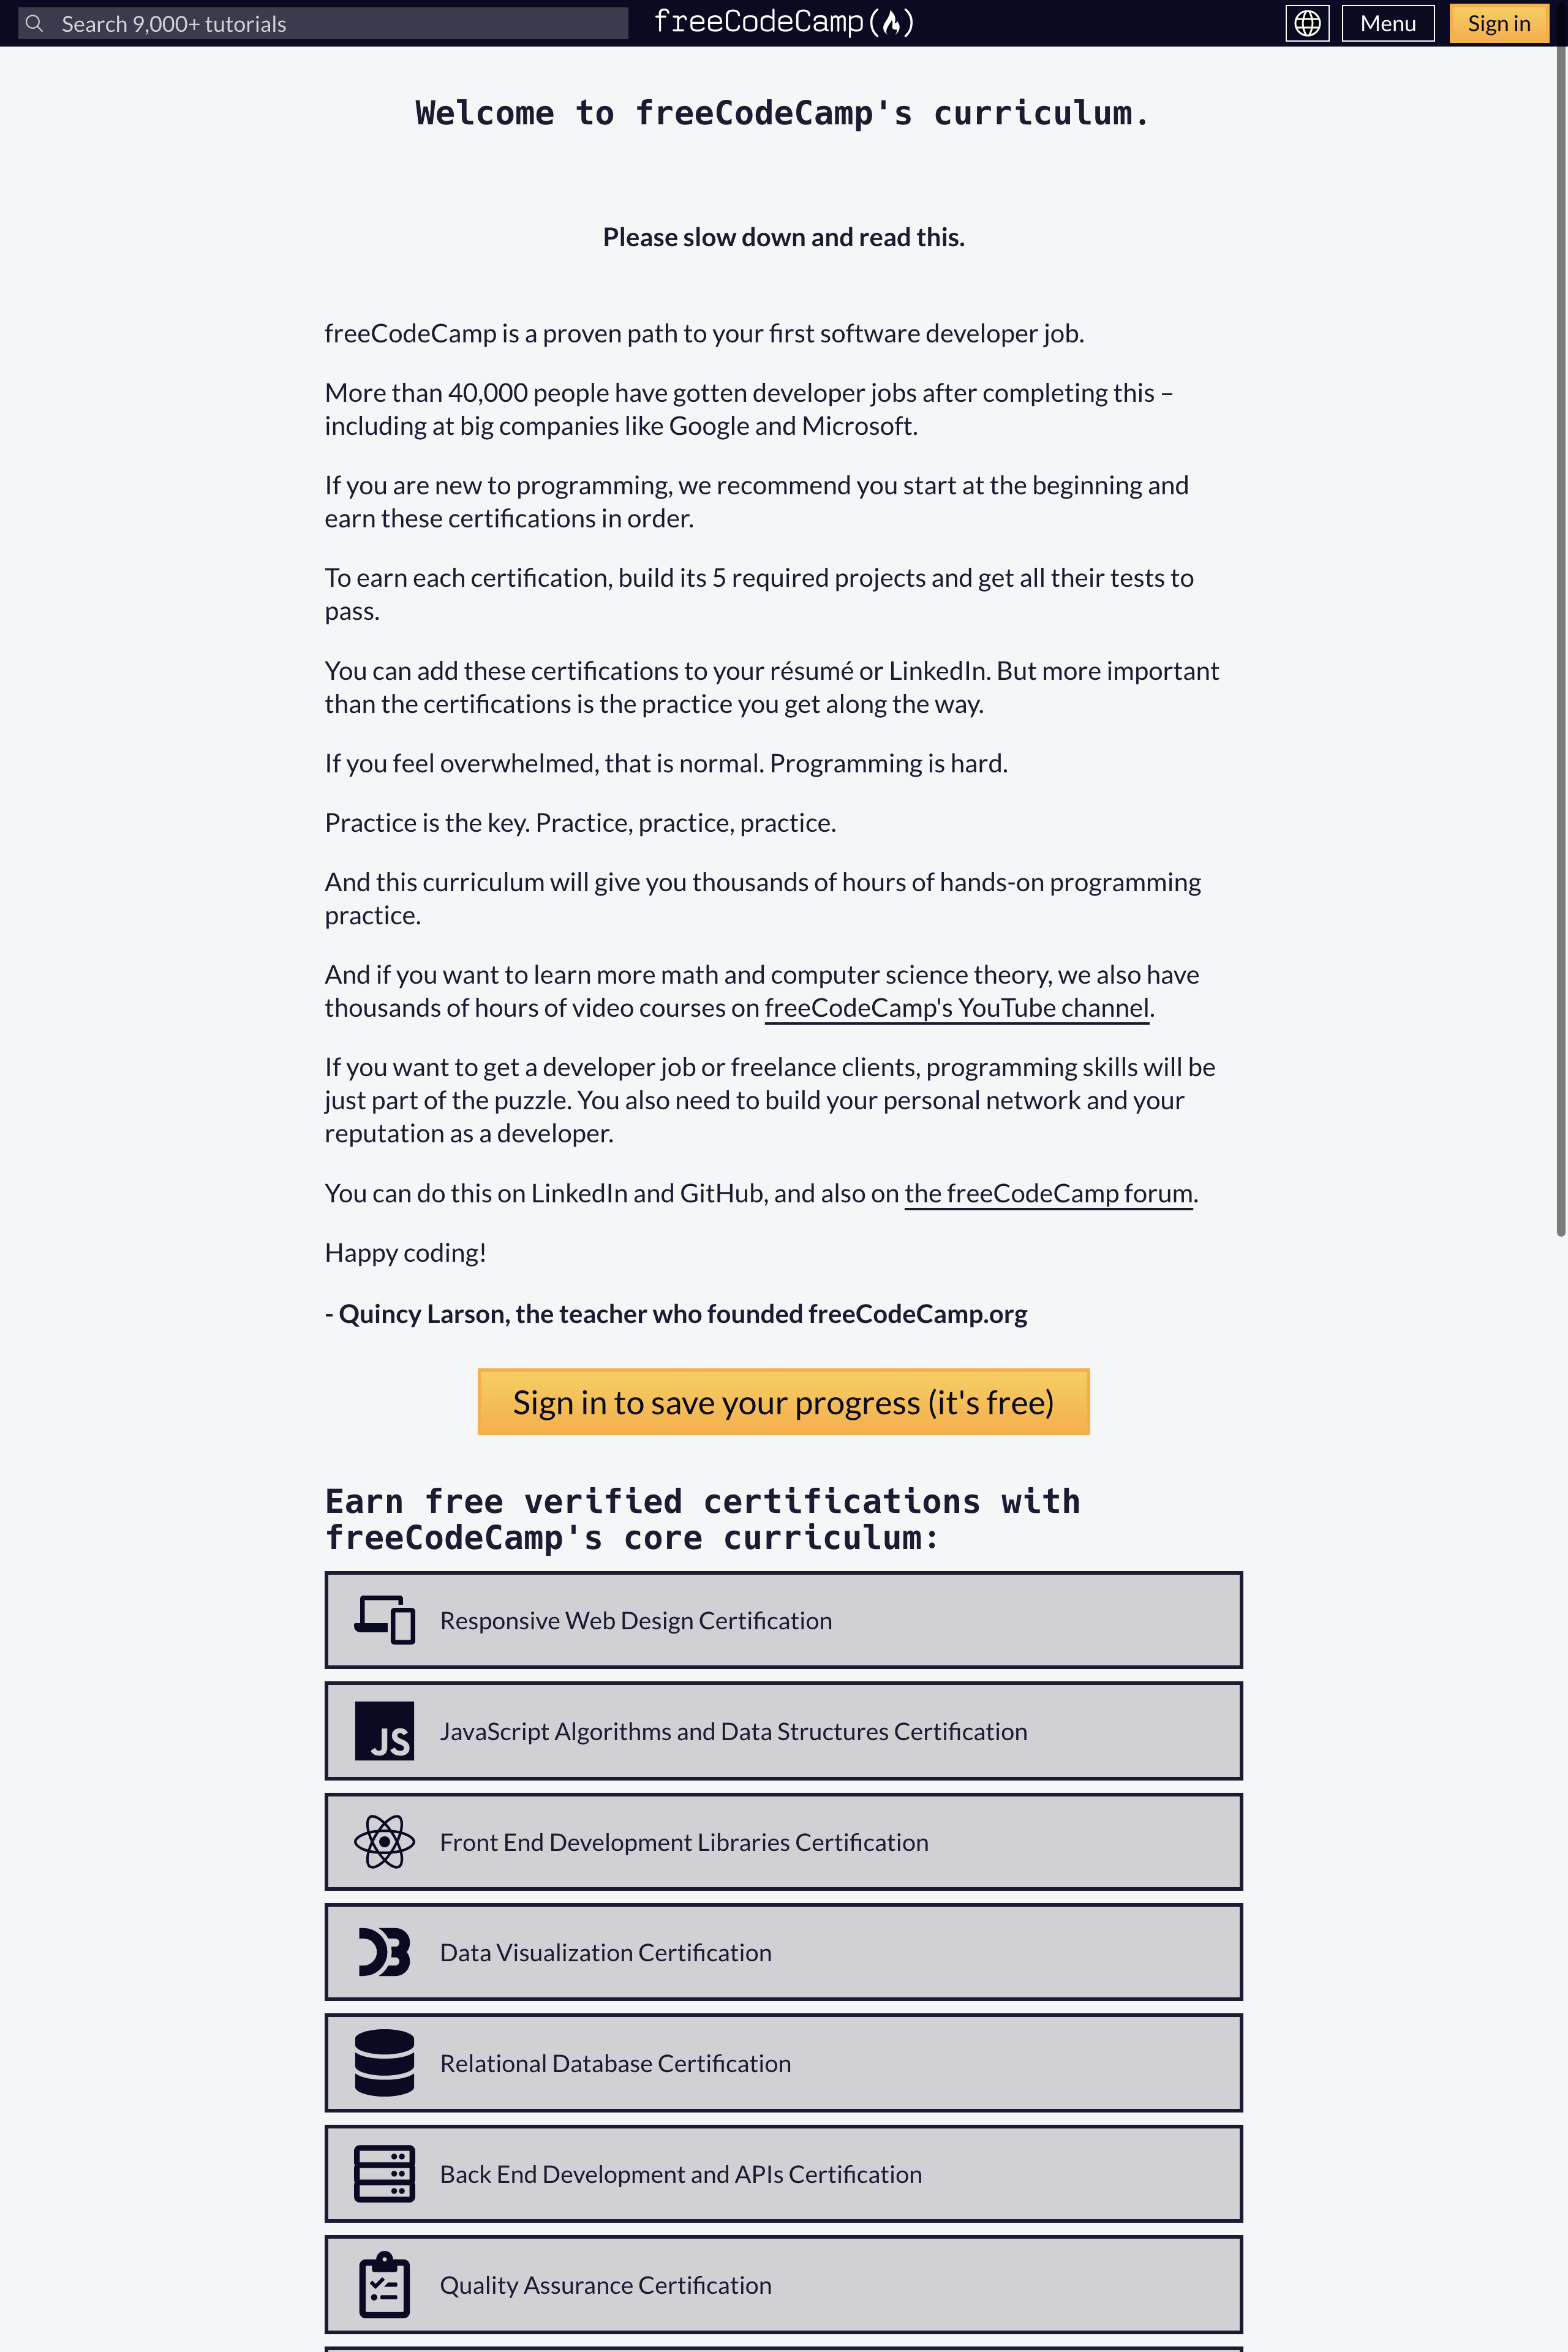 Search 9,000+ tutorials
freeCodeCamp
Menu
Sign in
Welcome to freeCodeCamp's curriculum.
Please slow down and read this.
freeCodeCamp is a proven path to your first software developer job.
More than 40,000 people have gotten developer jobs after completing this –
including at big companies like Google and Microsoft.
If you are new to programming, we recommend you start at the beginning and
earn these certifications in order.
To earn each certification, build its 5 required projects and get all their tests to
pass.
You can add these certifications to your résumé or LinkedIn. But more important
than the certifications is the practice you get along the way.
If you feel overwhelmed, that is normal. Programming is hard.
Practice is the key. Practice, practice, practice.
And this curriculum will give you thousands of hours of hands-on programming
practice.
And if you want to learn more math and computer science theory, we also have
thousands of hours of video courses on freeCodeCamp's YouTube channel.
If you want to get a developer job or freelance clients, programming skills will be
just part of the puzzle. You also need to build your personal network and your
reputation as a developer.
You can do this on LinkedIn and GitHub, and also on the freeCodeCamp forum.
Happy coding!
- Quincy Larson, the teacher who founded freeCodeCamp.org
Sign in to save your progress (it's free)
Earn free verified certifications with
freeCodeCamp's core curriculum:
Responsive Web Design Certification
JS JavaScript Algorithms and Data Structures Certification
Front End Development Libraries Certification
Data Visualization Certification
Relational Database Certification
Back End Development and APIs Certification
Quality Assurance Certification